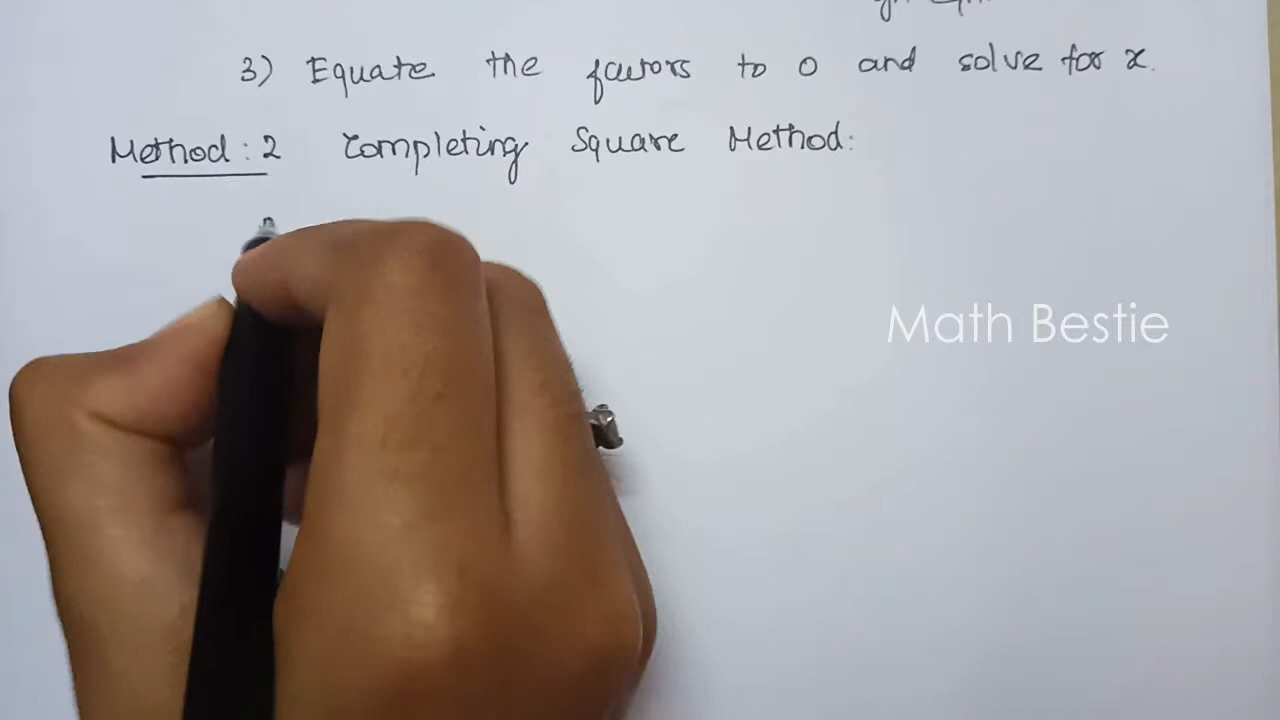 3) Equate the factors to 0 and solve for x.
Method: 2 Completing Square Method:
Math Bestie